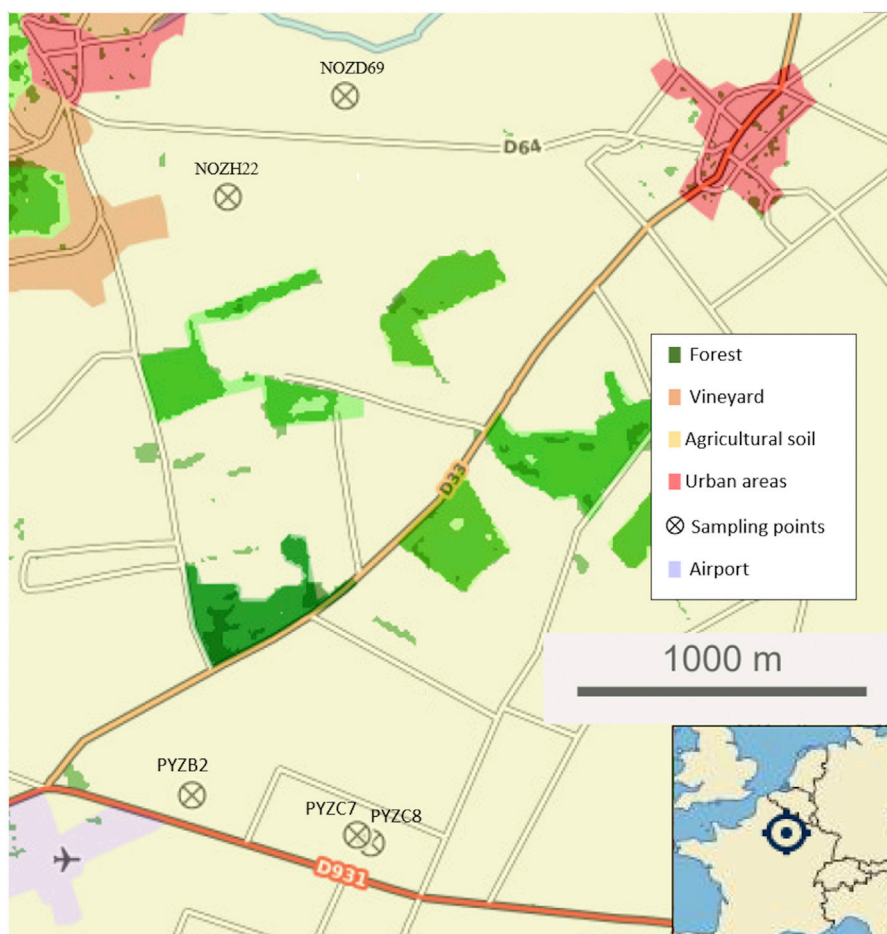 NOZD69
D64
NOZH22
Forest
Vineyard
Agricultural soil
Urban areas
Sampling points
Airport
D33
1000 m
PYZB2
PYZC7
PYZC8
D931